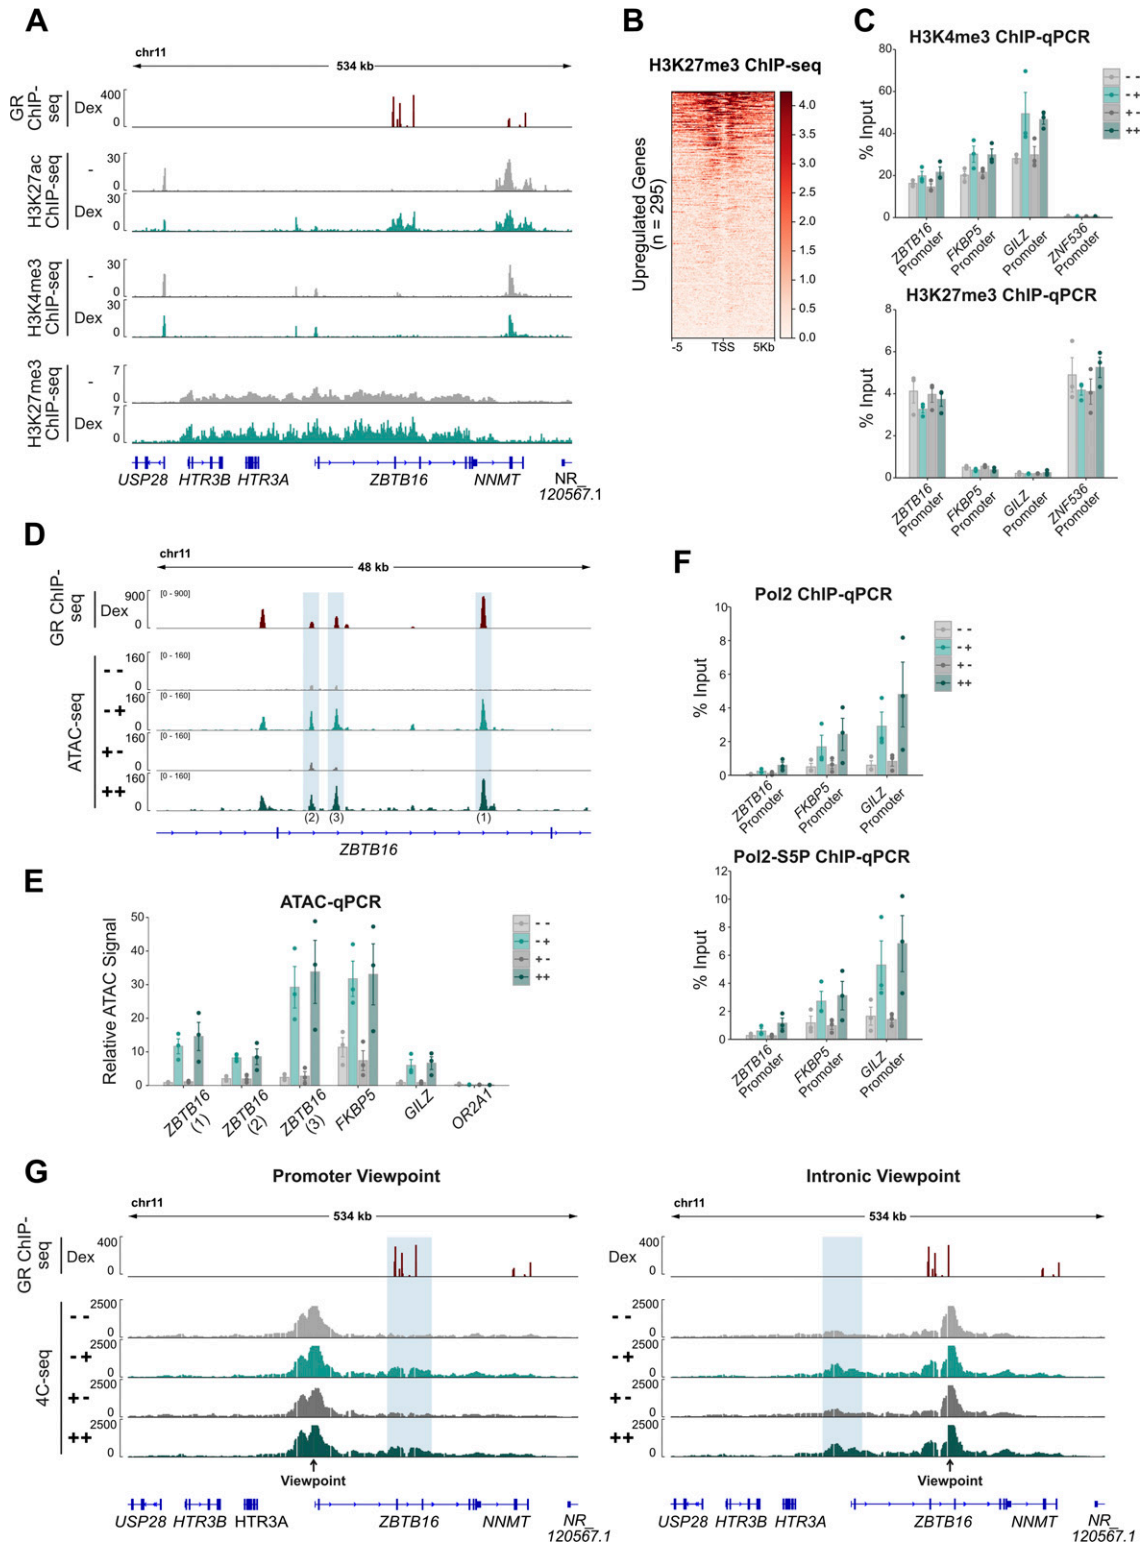 A
chr11
534 kb
GR ChIP-
seq
Dex
400
0
H3K27ac
ChIP-seq
-
30
0
Dex
30
0
H3K4me3
ChIP-seq
-
30
0
Dex
30
0
H3K27me3
ChIP-seq
-
7
0
Dex
7
0
USP28 HTR3B HTR3A ZBTB16 NNMT NR_
120567.1
B
H3K27me3 ChIP-seq
Upregulated Genes
(n = 295)
-5 TSS 5Kb
4.0
3.5
3.0
2.5
2.0
1.5
1.0
0.5
0.0
C
H3K4me3 ChIP-qPCR
% Input
80
60
40
20
0
- -
- +
+ -
++
ZBTB16
Promoter
FKBP5
Promoter
GILZ
Promoter
ZNF536
Promoter
H3K27me3 ChIP-qPCR
% Input
8
6
4
2
0
ZBTB16
Promoter
FKBP5
Promoter
GILZ
Promoter
ZNF536
Promoter
D
chr11
48 kb
GR ChIP-
seq
Dex
900
0
[0 - 900]
ATAC-seq
- -
160
0
[0 - 160]
- +
160
0
[0 - 160]
+ -
160
0
[0 - 160]
++
160
0
[0 - 160]
(2) (3) (1)
ZBTB16
E
ATAC-qPCR
Relative ATAC Signal
50
40
30
20
10
0
- -
- +
+ -
++
ZBTB16
(1)
ZBTB16
(2)
ZBTB16
(3)
FKBP5
GILZ
OR2A1
F
Pol2 ChIP-qPCR
% Input
10
8
6
4
2
0
- -
- +
+ -
++
ZBTB16
Promoter
FKBP5
Promoter
GILZ
Promoter
Pol2-S5P ChIP-qPCR
% Input
12
10
8
6
4
2
0
ZBTB16
Promoter
FKBP5
Promoter
GILZ
Promoter
G
Promoter Viewpoint
chr11
534 kb
GR ChIP-
seq
Dex
400
0
4C-seq
- -
2500
0
- +
2500
0
+ -
2500
0
++
2500
0
Viewpoint
USP28 HTR3B HTR3A ZBTB16 NNMT NR_
120567.1
Intronic Viewpoint
chr11
534 kb
Dex
400
0
- -
2500
0
- +
2500
0
+ -
2500
0
++
2500
0
Viewpoint
USP28 HTR3B HTR3A ZBTB16 NNMT NR_
120567.1